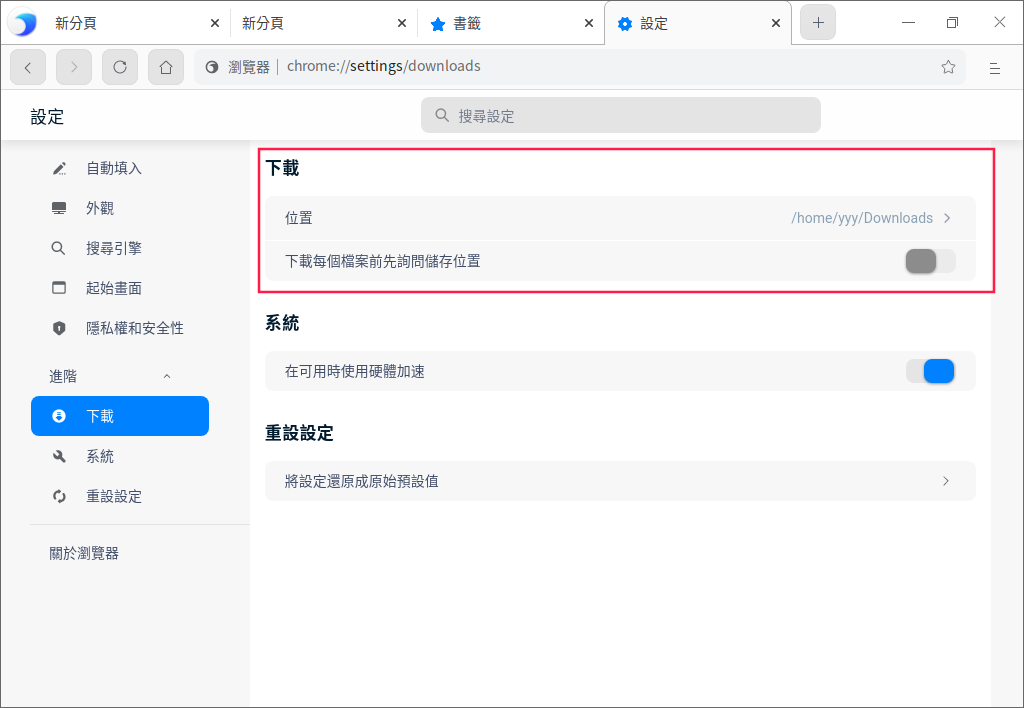 新分頁
新分頁
書籤
設定
瀏覽器 | chrome://settings/downloads
設定
搜尋設定
自動填入
外觀
搜尋引擎
起始畫面
隱私權和安全性
進階
下載
系統
重設設定
關於瀏覽器
下載
位置 /home/yyy/Downloads
下載每個檔案前先詢問儲存位置
系統
在可用時使用硬體加速
重設設定
將設定還原成原始預設值